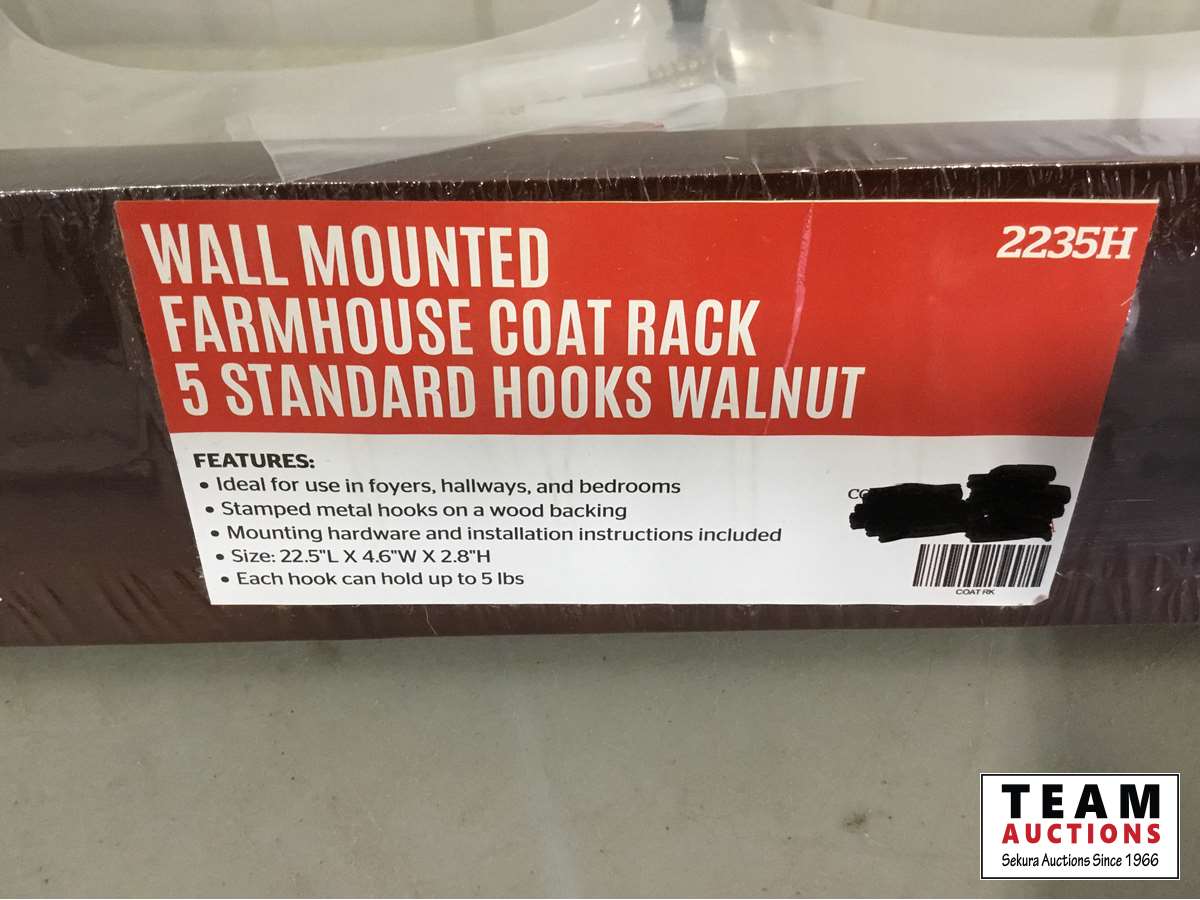 WALL MOUNTED
2235H
FARMHOUSE COAT RACK
5 STANDARD HOOKS WALNUT
FEATURES:
• Ideal for use in foyers, hallways, and bedrooms
• Stamped metal hooks on a wood backing
• Mounting hardware and installation instructions included
• Size: 22.5"L X 4.6"W X 2.8"H
• Each hook can hold up to 5 lbs
COAT RK
TEAM
AUCTIONS
Sekura Auctions Since 1966